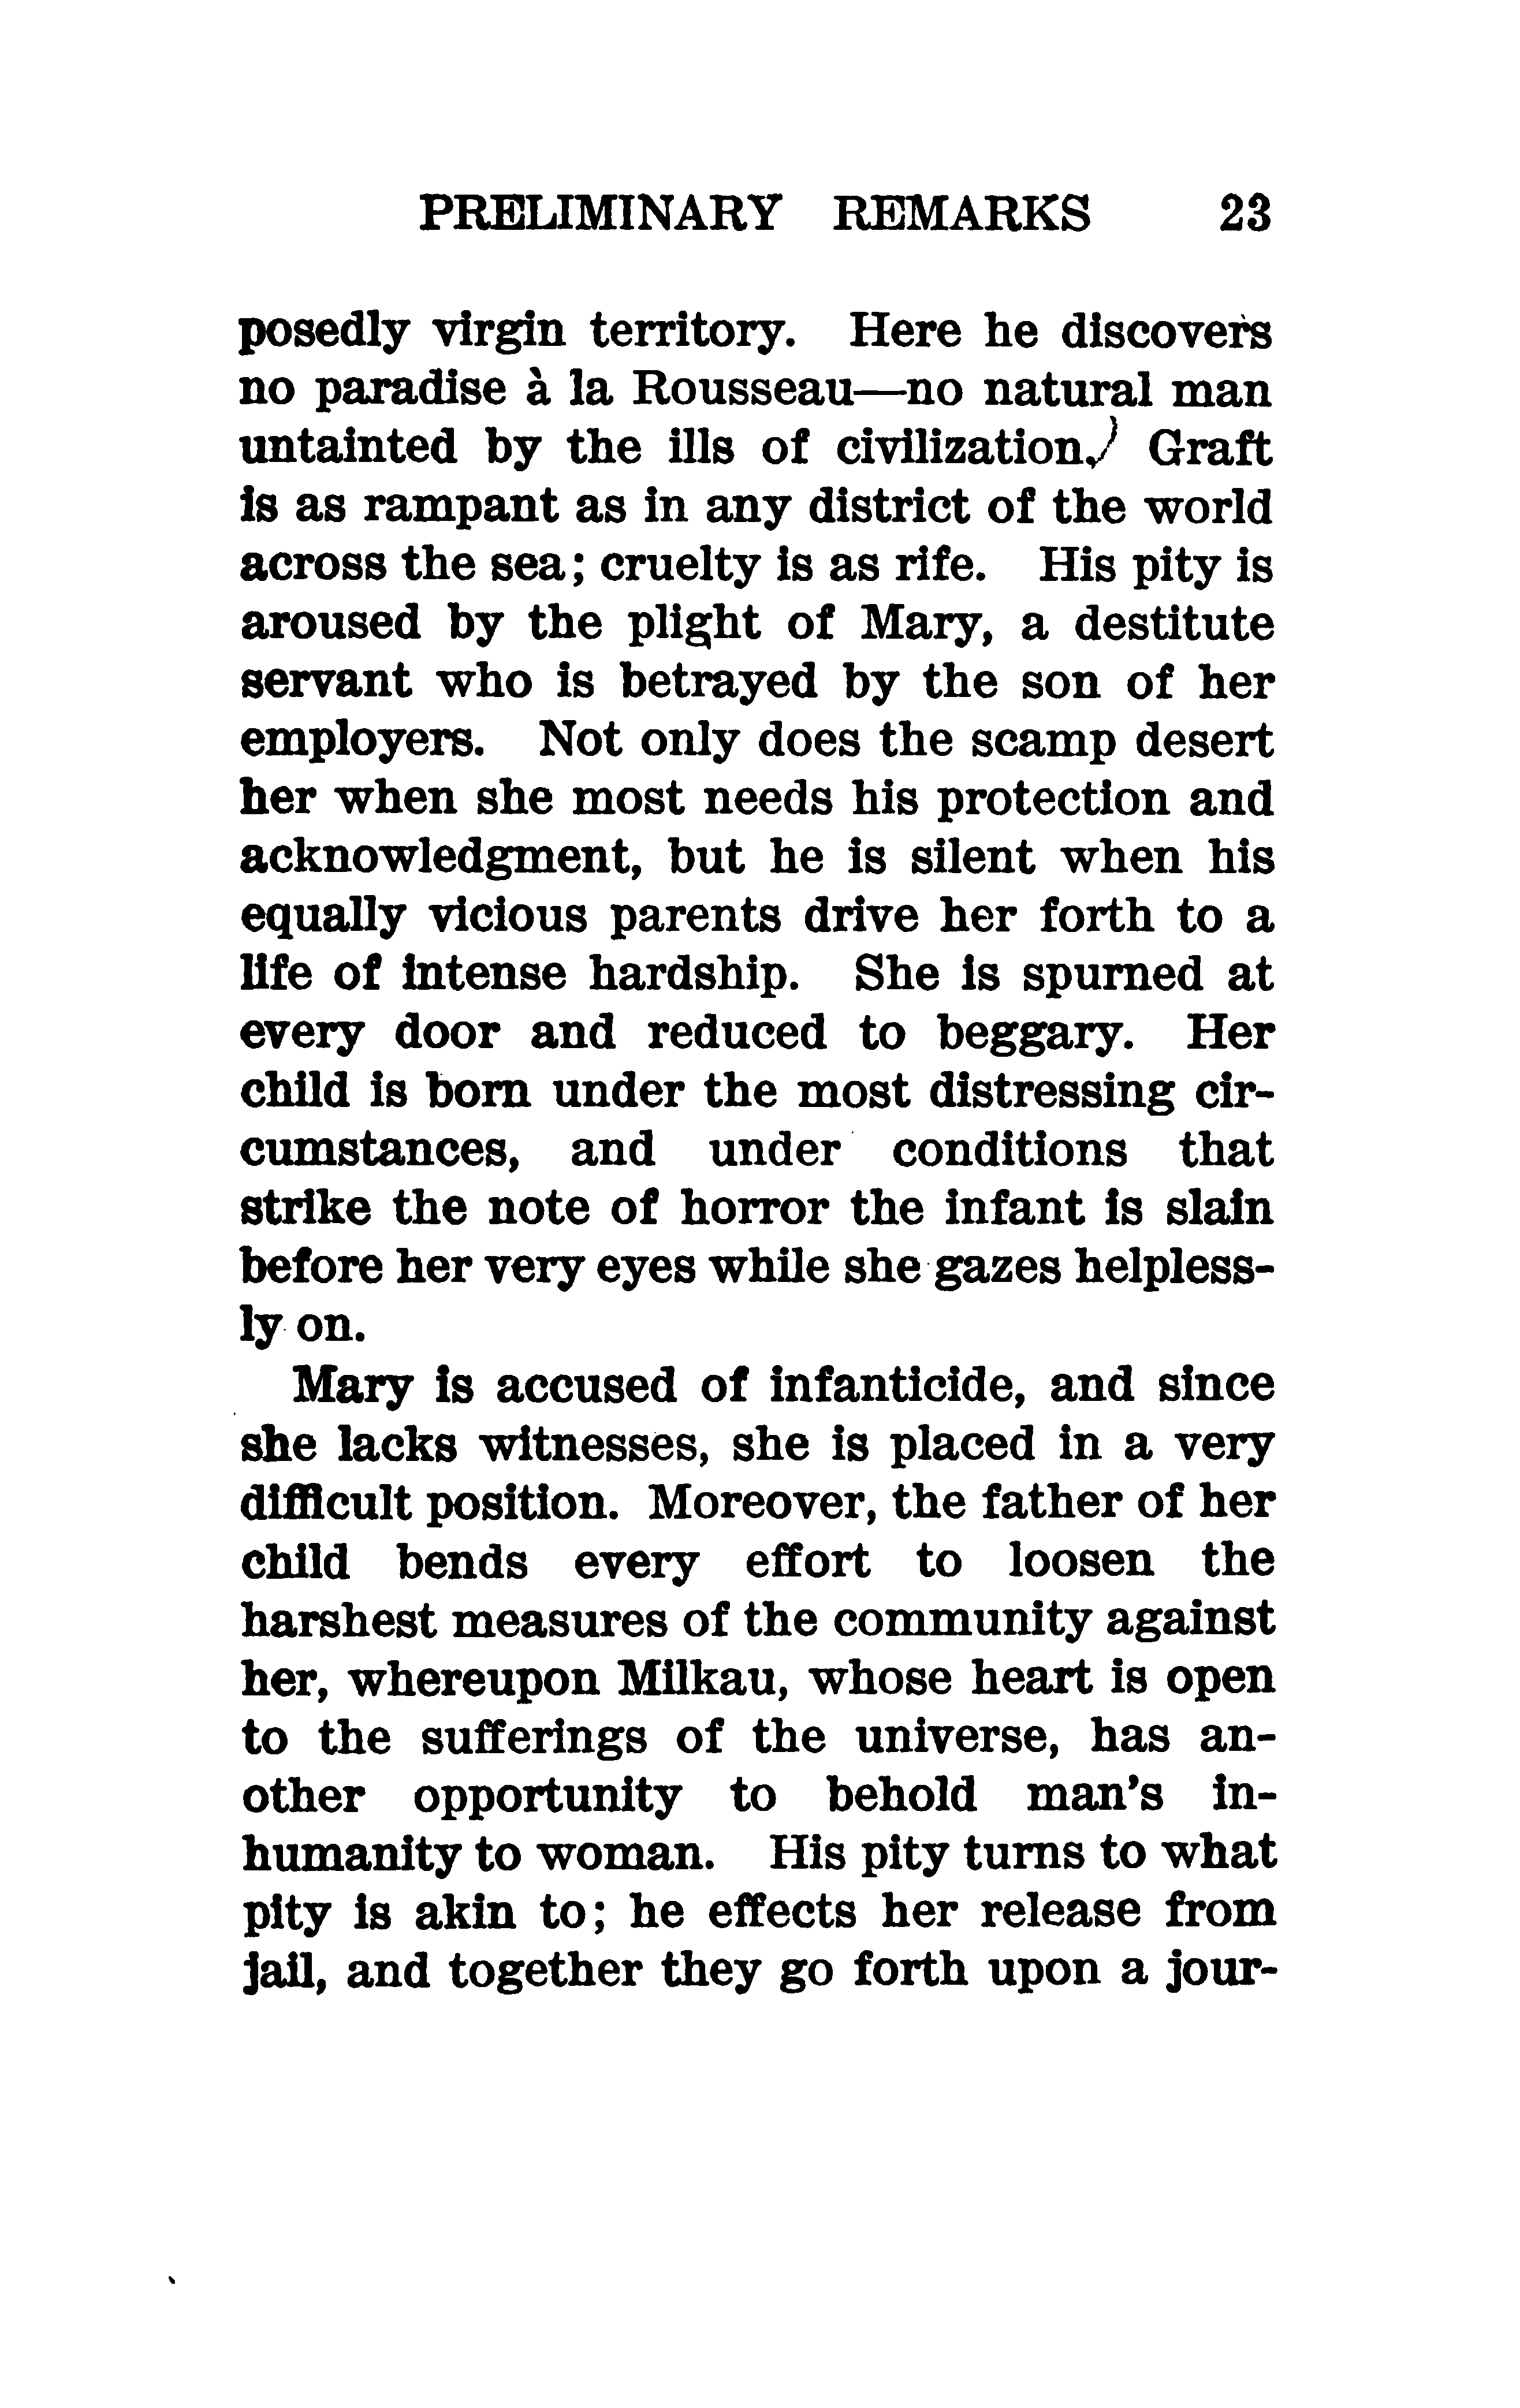 PRELIMINARY REMARKS 23
posedly virgin territory. Here he discovers
no paradise à la Rousseau—no natural man
untainted by the ills of civilization. Graft
is as rampant as in any district of the world
across the sea; cruelty is as rife. His pity is
aroused by the plight of Mary, a destitute
servant who is betrayed by the son of her
employers. Not only does the scamp desert
her when she most needs his protection and
acknowledgment, but he is silent when his
equally vicious parents drive her forth to a
life of intense hardship. She is spurned at
every door and reduced to beggary. Her
child is born under the most distressing cir-
cumstances, and under conditions that
strike the note of horror the infant is slain
before her very eyes while she gazes helpless-
ly on.
Mary is accused of infanticide, and since
she lacks witnesses, she is placed in a very
difficult position. Moreover, the father of her
child bends every effort to loosen the
harshest measures of the community against
her, whereupon Milkau, whose heart is open
to the sufferings of the universe, has an-
other opportunity to behold man's in-
humanity to woman. His pity turns to what
pity is akin to; he effects her release from
jail, and together they go forth upon a jour-